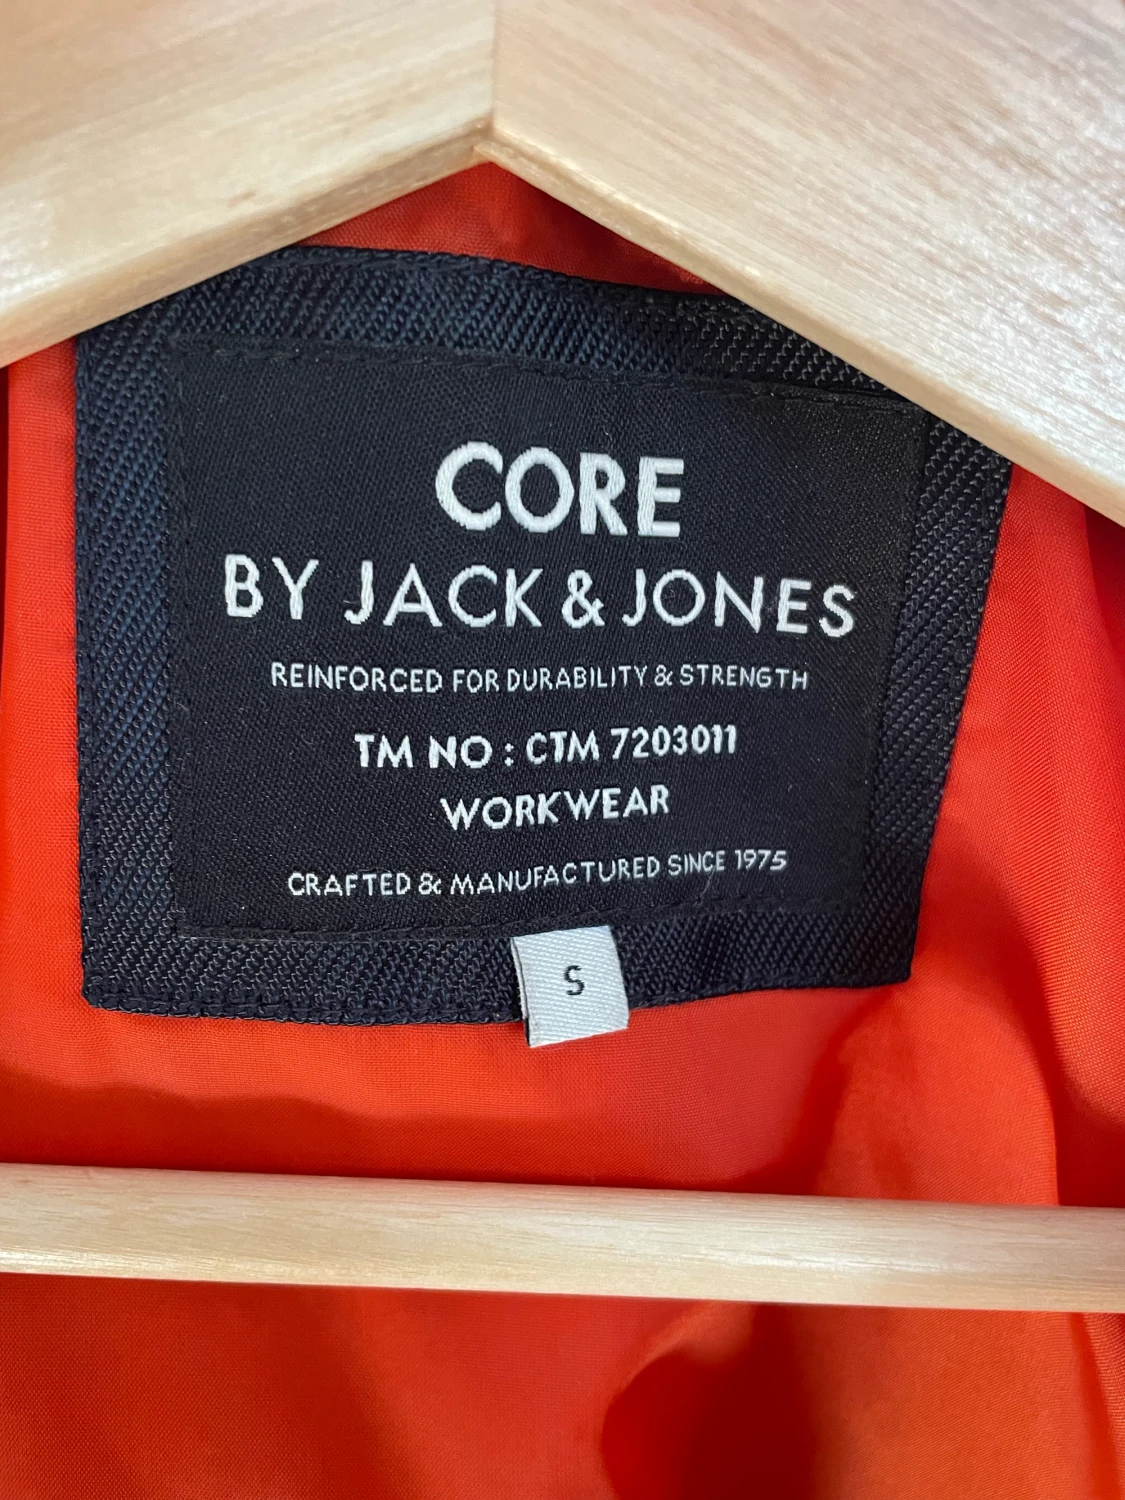 CORE
BY JACK & JONES
REINFORCED FOR DURABILITY & STRENGTH
TM NO : CTM 7203011
WORKWEAR
CRAFTED & MANUFACTURED SINCE 1975
S